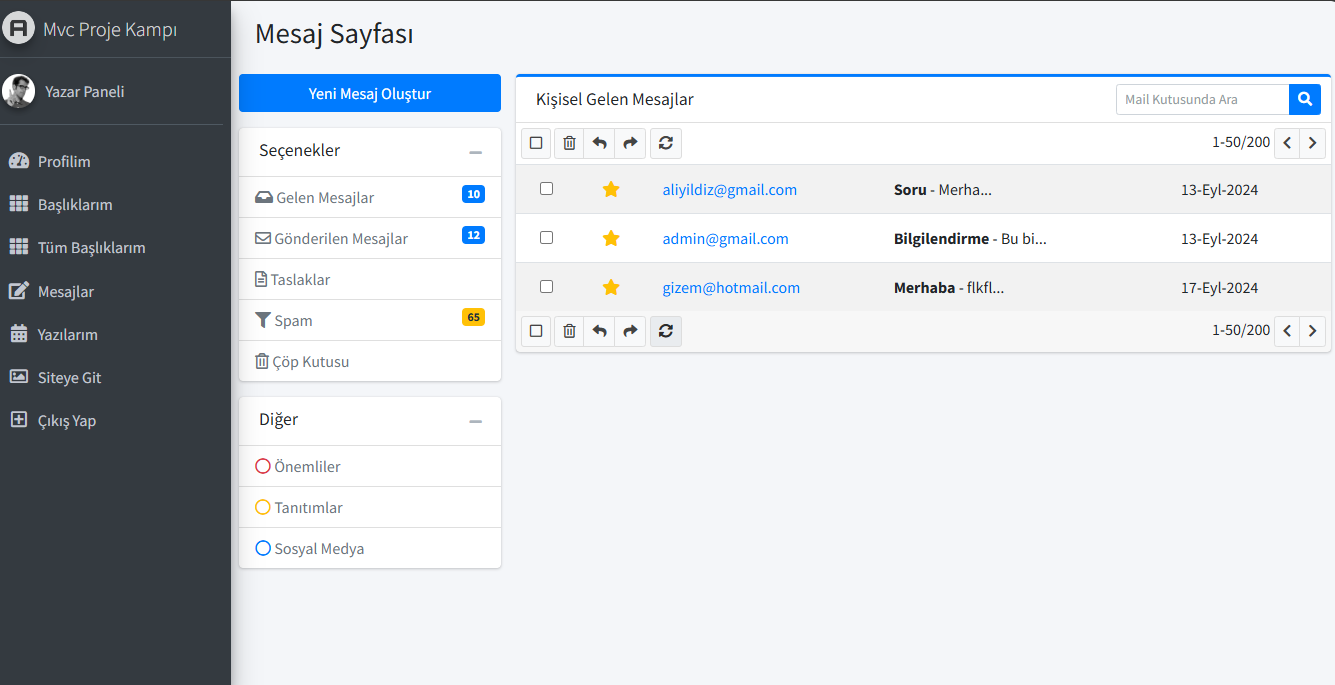 Mvc Proje Kampı
Yazar Paneli
Profilim
Başlıklarım
Tüm Başlıklarım
Mesajlar
Yazılarım
Siteye Git
Çıkış Yap
Mesaj Sayfası
Yeni Mesaj Oluştur
Seçenekler
Gelen Mesajlar 10
Gönderilen Mesajlar 12
Taslaklar
Spam 65
Çöp Kutusu
Diğer
Önemliler
Tanıtımlar
Sosyal Medya
Kişisel Gelen Mesajlar
Mail Kutusunda Ara
1-50/200
aliyildiz@gmail.com Soru - Merha... 13-Eyl-2024
admin@gmail.com Bilgilendirme - Bu bi... 13-Eyl-2024
gizem@hotmail.com Merhaba - flkfl... 17-Eyl-2024
1-50/200